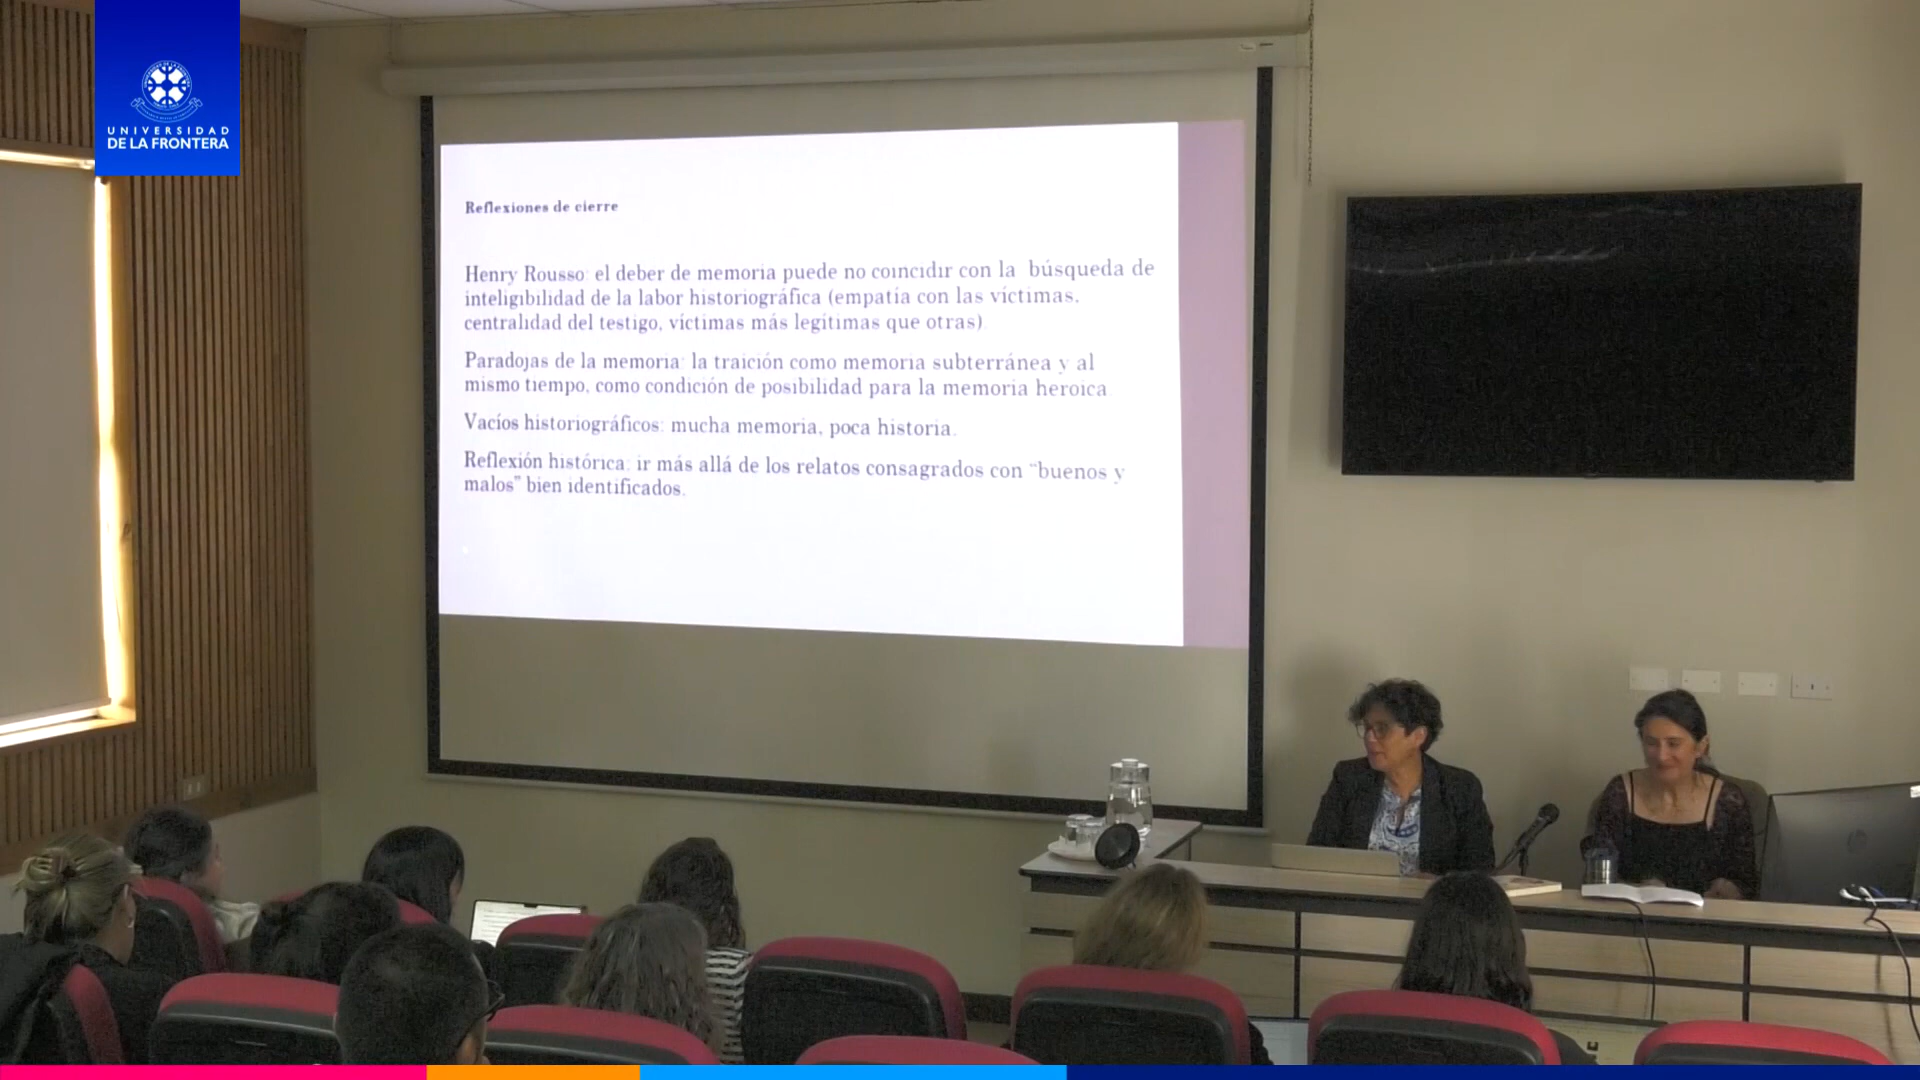 UNIVERSIDAD
DE LA FRONTERA
Reflexiones de cierre
Henry Rousso: el deber de memoria puede no coincidir con la búsqueda de
inteligibilidad de la labor historiográfica (empatía con las víctimas,
centralidad del testigo, víctimas más legítimas que otras).
Paradojas de la memoria: la traición como memoria subterránea y al
mismo tiempo, como condición de posibilidad para la memoria heroica.
Vacíos historiográficos: mucha memoria, poca historia.
Reflexión histórica: ir más allá de los relatos consagrados con "buenos y
malos" bien identificados.